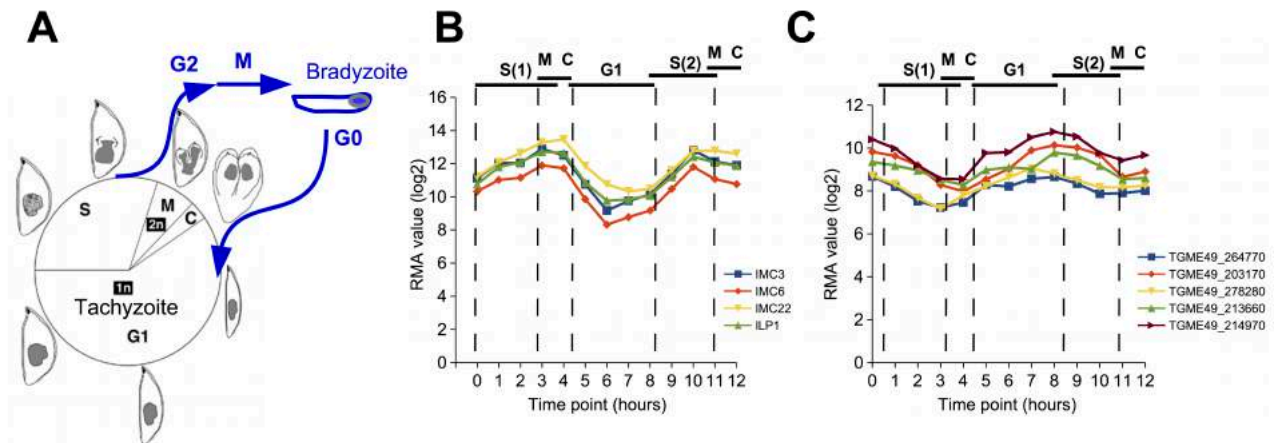 A
B
C
G2
M
Bradyzoite
G0
S
M
2n
C
1n
Tachyzoite
G1
M C
S(1)
G1
S(2)
M C
RMA value (log2)
16
14
12
10
8
6
4
2
0
IMC3
IMC6
IMC22
ILP1
0 1 2 3 4 5 6 7 8 9 10 11 12
Time point (hours)
S(1)
M C
G1
S(2)
M C
RMA value (log2)
12
10
8
6
4
2
0
TGME49_264770
TGME49_203170
TGME49_278280
TGME49_213660
TGME49_214970
0 1 2 3 4 5 6 7 8 9 10 11 12
Time point (hours)